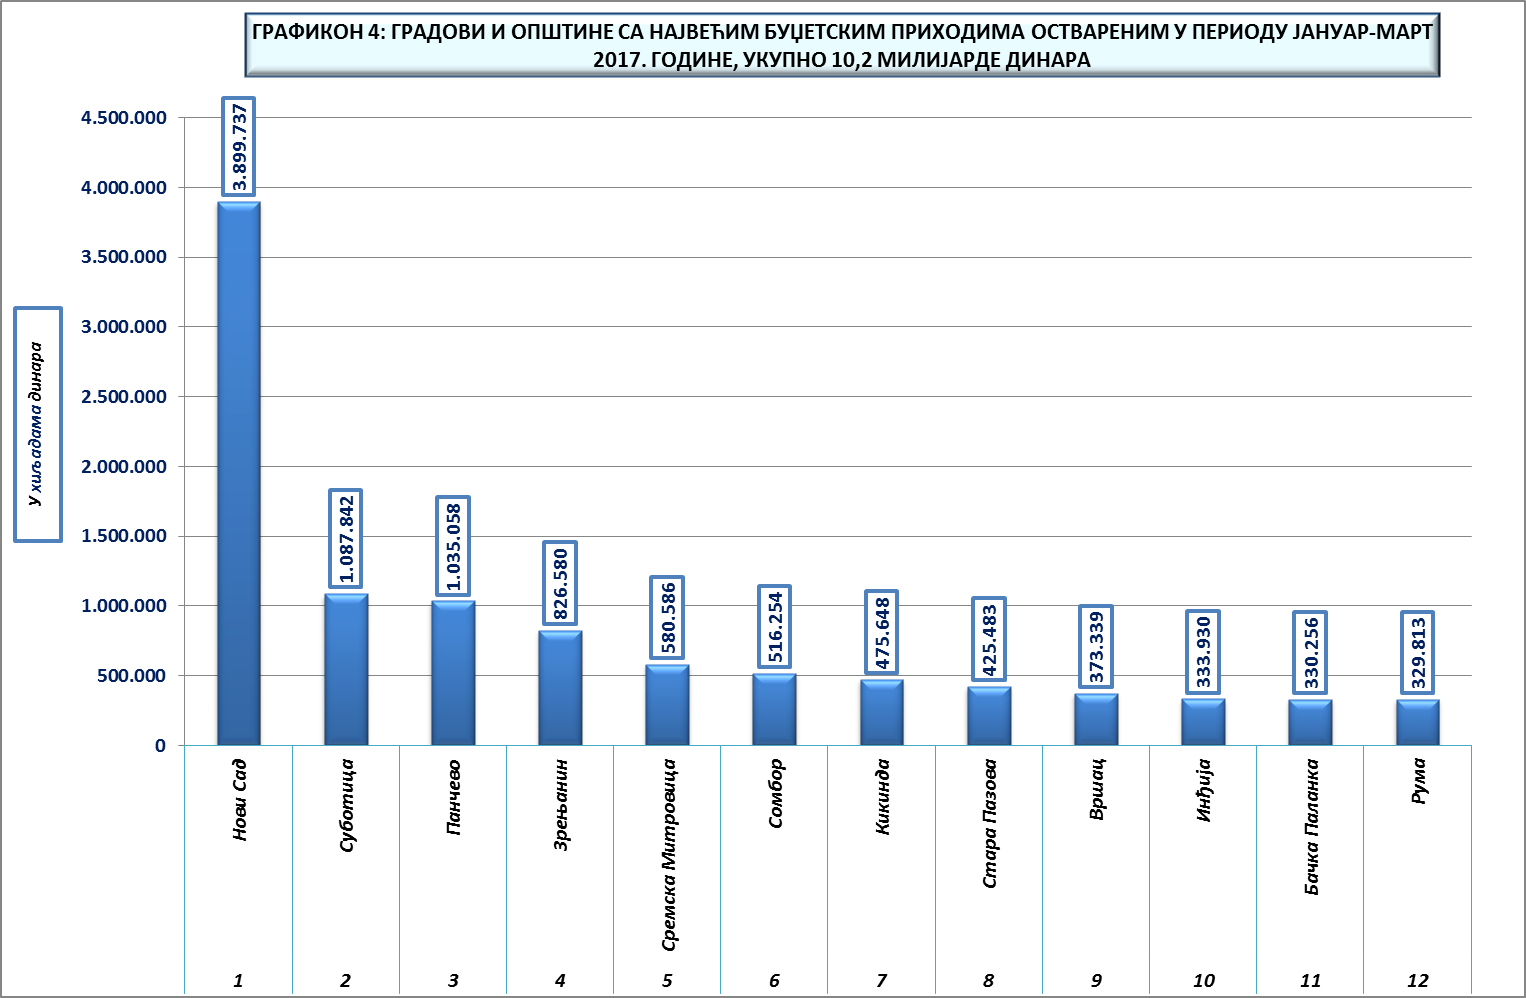 ГРАФИКОН 4: ГРАДОВИ И ОПШТИНЕ СА НАЈВЕЋИМ БУЏЕТСКИМ ПРИХОДИМА ОСТВАРЕНИМ У ПЕРИОДУ ЈАНУАР-МАРТ
2017. ГОДИНЕ, УКУПНО 10,2 МИЛИЈАРДЕ ДИНАРА
У хиљадама динара
4.500.000
4.000.000
3.500.000
3.000.000
2.500.000
2.000.000
1.500.000
1.000.000
500.000
0
3.899.737
1.087.842
1.035.058
826.580
580.586
516.254
475.648
425.483
373.339
333.930
330.256
329.813
Нови Сад
Суботица
Панчево
Зрењанин
Сремска Митровица
Сомбор
Кикинда
Стара Пазова
Вршац
Инђија
Бачка Паланка
Рума
1
2
3
4
5
6
7
8
9
10
11
12